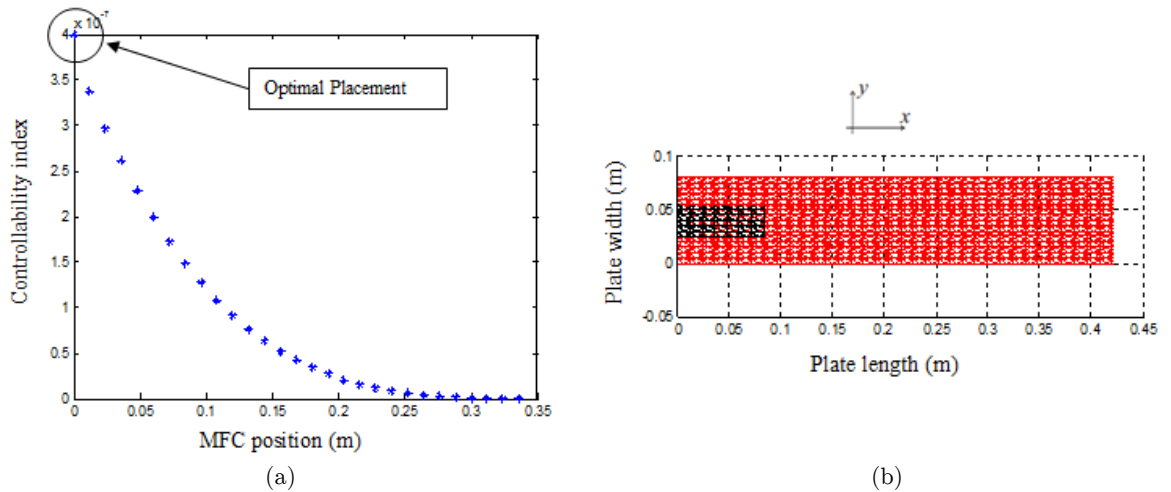 4 x 10⁻⁷
3.5
3
2.5
2
1.5
1
0.5
0
0 0.05 0.1 0.15 0.2 0.25 0.3 0.35
Controllability index
MFC position (m)
Optimal Placement
(a)
y
x
0.1
0.05
0
-0.05
0 0.05 0.1 0.15 0.2 0.25 0.3 0.35 0.4 0.45
Plate width (m)
Plate length (m)
(b)